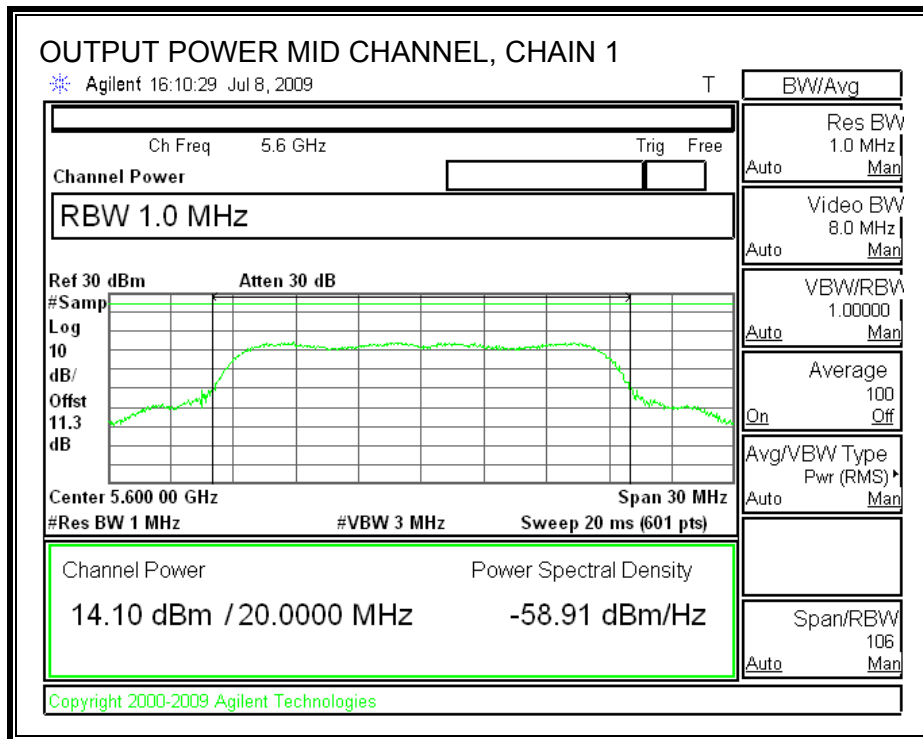 OUTPUT POWER MID CHANNEL, CHAIN 1
Agilent 16:10:29 Jul 8, 2009 T
Ch Freq 5.6 GHz Trig Free
Channel Power
RBW 1.0 MHz
Ref 30 dBm Atten 30 dB
#Samp
Log
10
dB/
Offst
11.3
dB
Center 5.600 00 GHz Span 30 MHz
#Res BW 1 MHz #VBW 3 MHz Sweep 20 ms (601 pts)
Channel Power Power Spectral Density
14.10 dBm / 20.0000 MHz -58.91 dBm/Hz
Copyright 2000-2009 Agilent Technologies
BW/Avg
Res BW
1.0 MHz
Auto Man
Video BW
8.0 MHz
Auto Man
VBW/RBW
1.00000
Auto Man
Average
100
On Off
Avg/VBW Type
Pwr (RMS)
Auto Man
Span/RBW
106
Auto Man